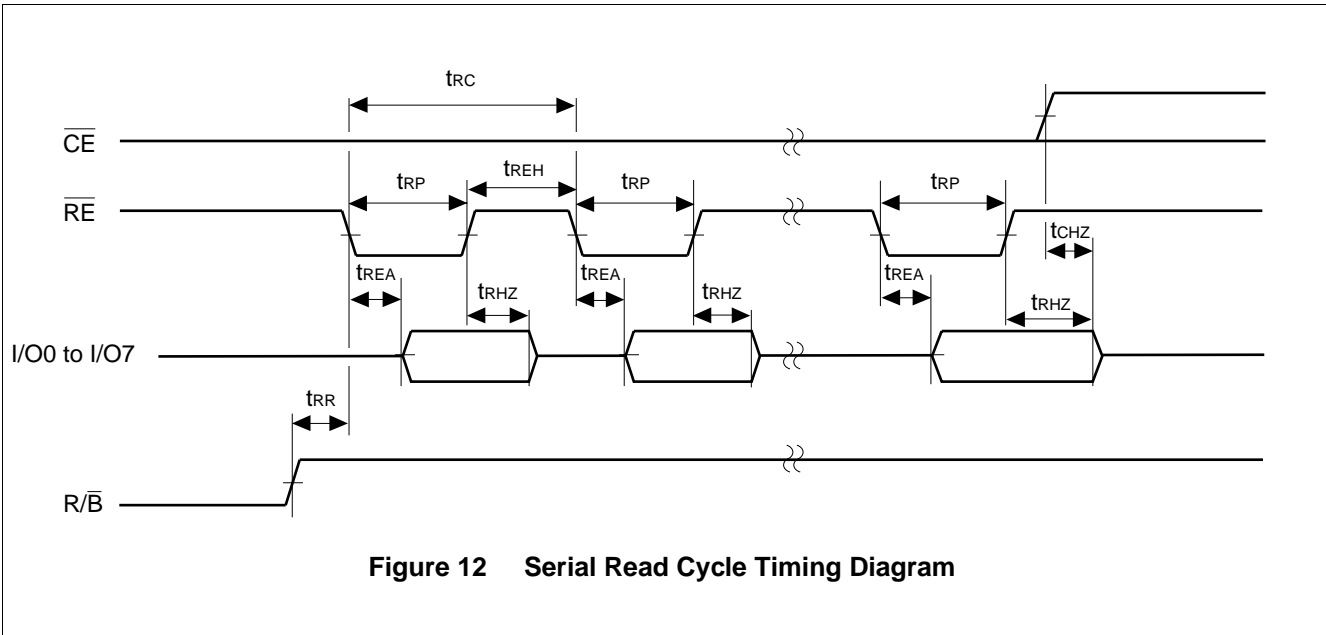 tRC
CE
tRP tREH tRP tRP
RE
tCHZ
tREA tREA tREA
tRHZ tRHZ tRHZ
I/O0 to I/O7
tRR
R/B
Figure 12 Serial Read Cycle Timing Diagram